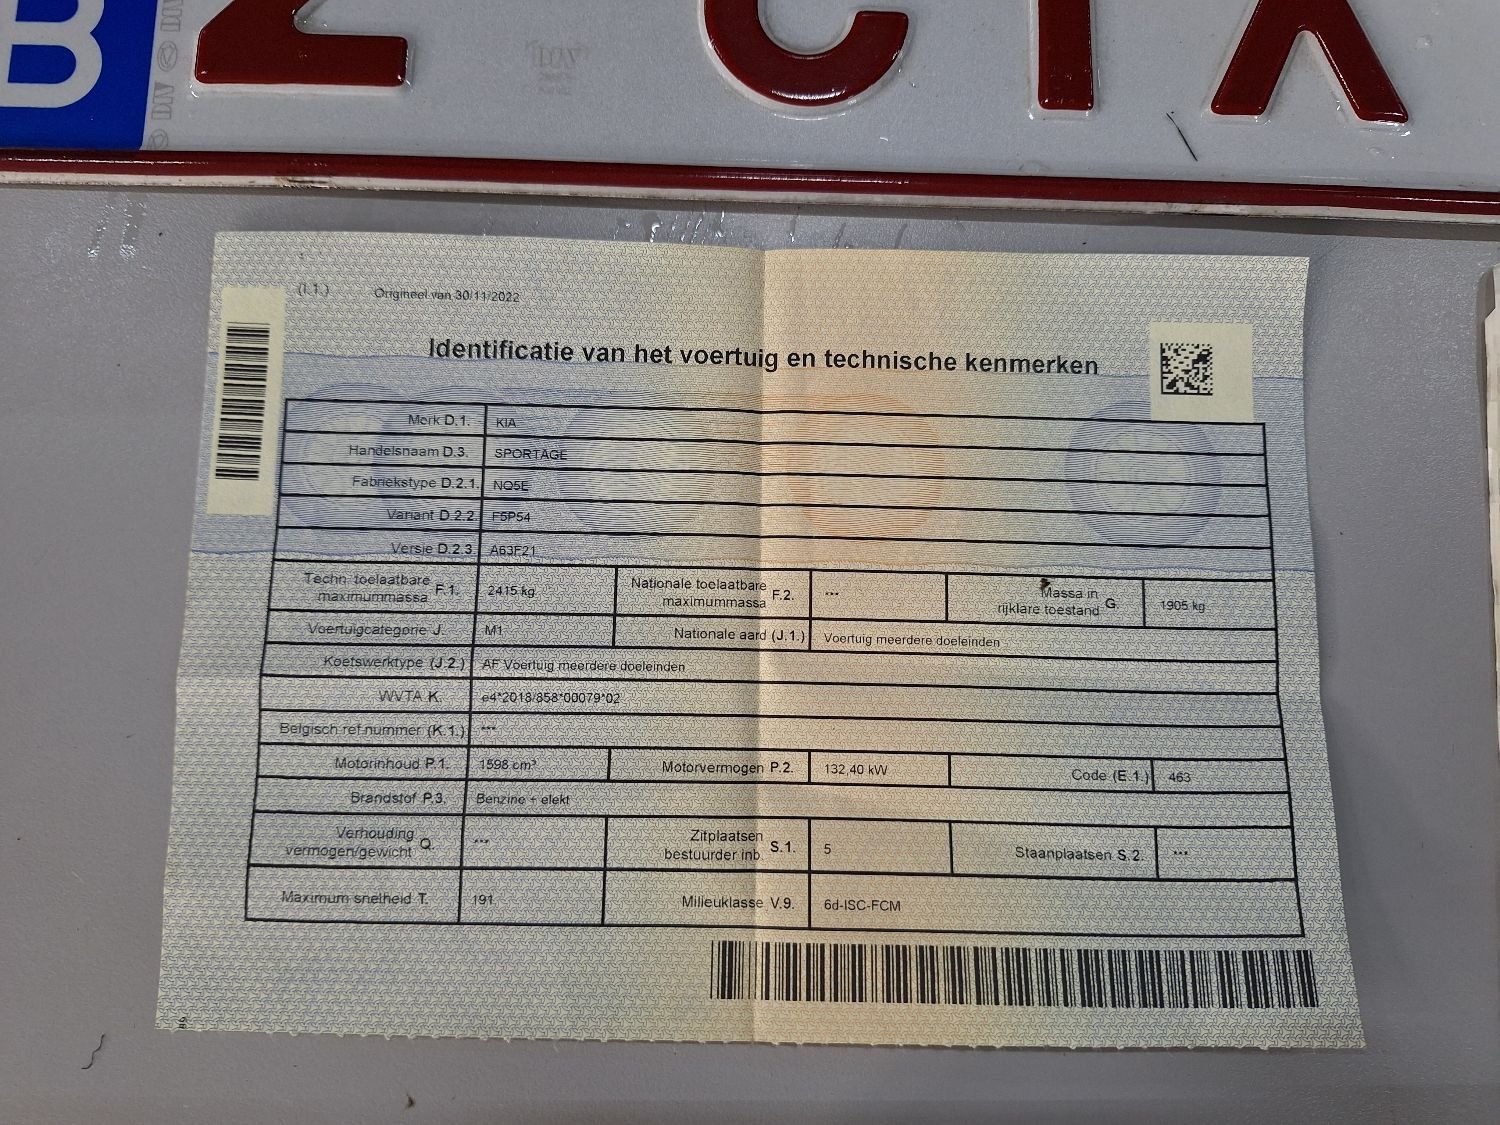 B 2 CTX
(I.1.) Origineel van 30/11/2022
Identificatie van het voertuig en technische kenmerken
Merk D.1. KIA
Handelsnaam D.3. SPORTAGE
Fabriekstype D.2.1. NQ5E
Variant D.2.2. F5P54
Versie D.2.3. A63F21
Techn. toelaatbare maximummassa F.1. 2415 kg Nationale toelaatbare maximummassa F.2. *** Massa in rijklare toestand G. 1905 kg
Voertuigcategorie J. M1 Nationale aard (J.1.) Voertuig meerdere doeleinden
Koetswerktype (J.2.) AF Voertuig meerdere doeleinden
WVTA K. e4*2018/858*00079*02
Belgisch ref.nummer (K.1.) ***
Motorinhoud P.1. 1598 cm³ Motorvermogen P.2. 132,40 kW Code (E.1.) 463
Brandstof P.3. Benzine + elekt
Verhouding vermogen/gewicht Q. *** Zitplaatsen bestuurder inb. S.1. 5 Staanplaatsen S.2. ***
Maximum snelheid T. 191 Milieuklasse V.9. 6d-ISC-FCM